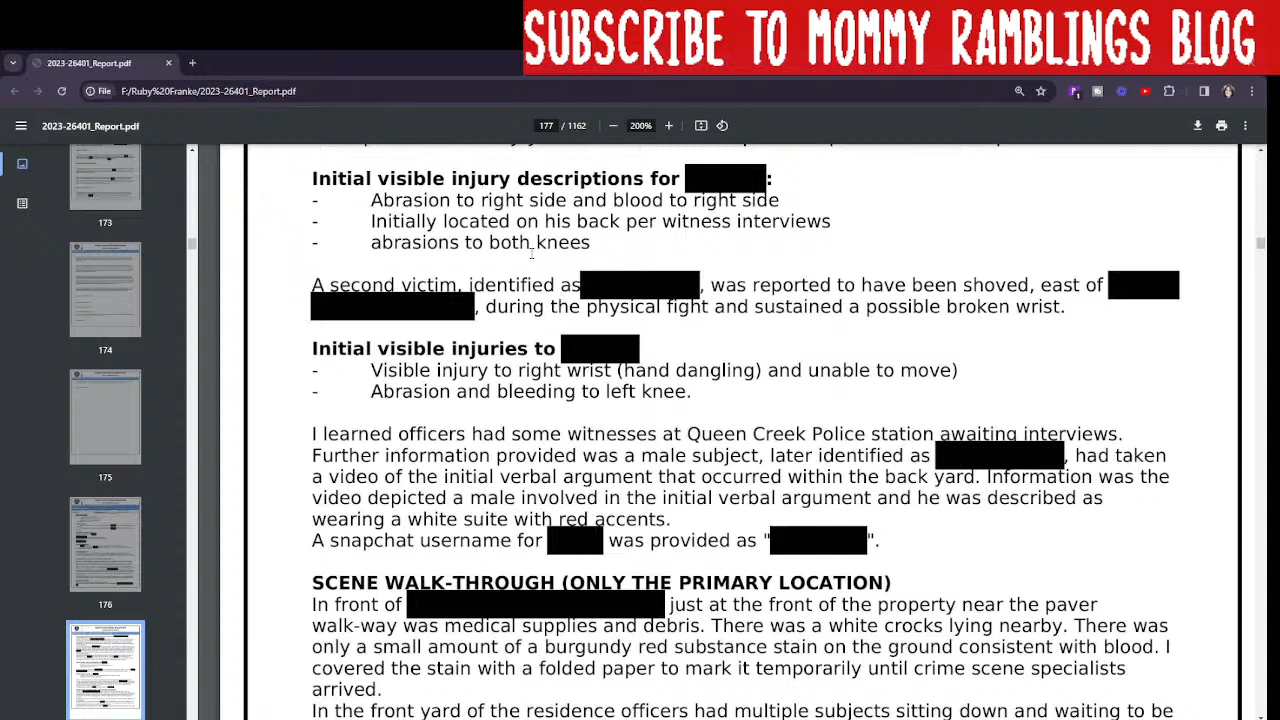 SUBSCRIBE TO MOMMY RAMBLINGS BLOG
2023-26401_Report.pdf
File F:/Ruby%20Franke/2023-26401_Report.pdf
2023-26401_Report.pdf 177 / 1162 200%
173
174
175
176
Initial visible injury descriptions for :
- Abrasion to right side and blood to right side
- Initially located on his back per witness interviews
- abrasions to both knees
A second victim, identified as , was reported to have been shoved, east of
, during the physical fight and sustained a possible broken wrist.
Initial visible injuries to
- Visible injury to right wrist (hand dangling) and unable to move)
- Abrasion and bleeding to left knee.
I learned officers had some witnesses at Queen Creek Police station awaiting interviews.
Further information provided was a male subject, later identified as , had taken
a video of the initial verbal argument that occurred within the back yard. Information was the
video depicted a male involved in the initial verbal argument and he was described as
wearing a white suite with red accents.
A snapchat username for was provided as " ".
SCENE WALK-THROUGH (ONLY THE PRIMARY LOCATION)
In front of just at the front of the property near the paver
walk-way was medical supplies and debris. There were white crocks lying nearby. There was
only a small amount of a burgundy red substance stain on the ground consistent with blood. I
covered the stain with a folded paper to mark it temporarily until crime scene specialists
arrived.
In the front yard of the residence officers had multiple subjects sitting down and waiting to be